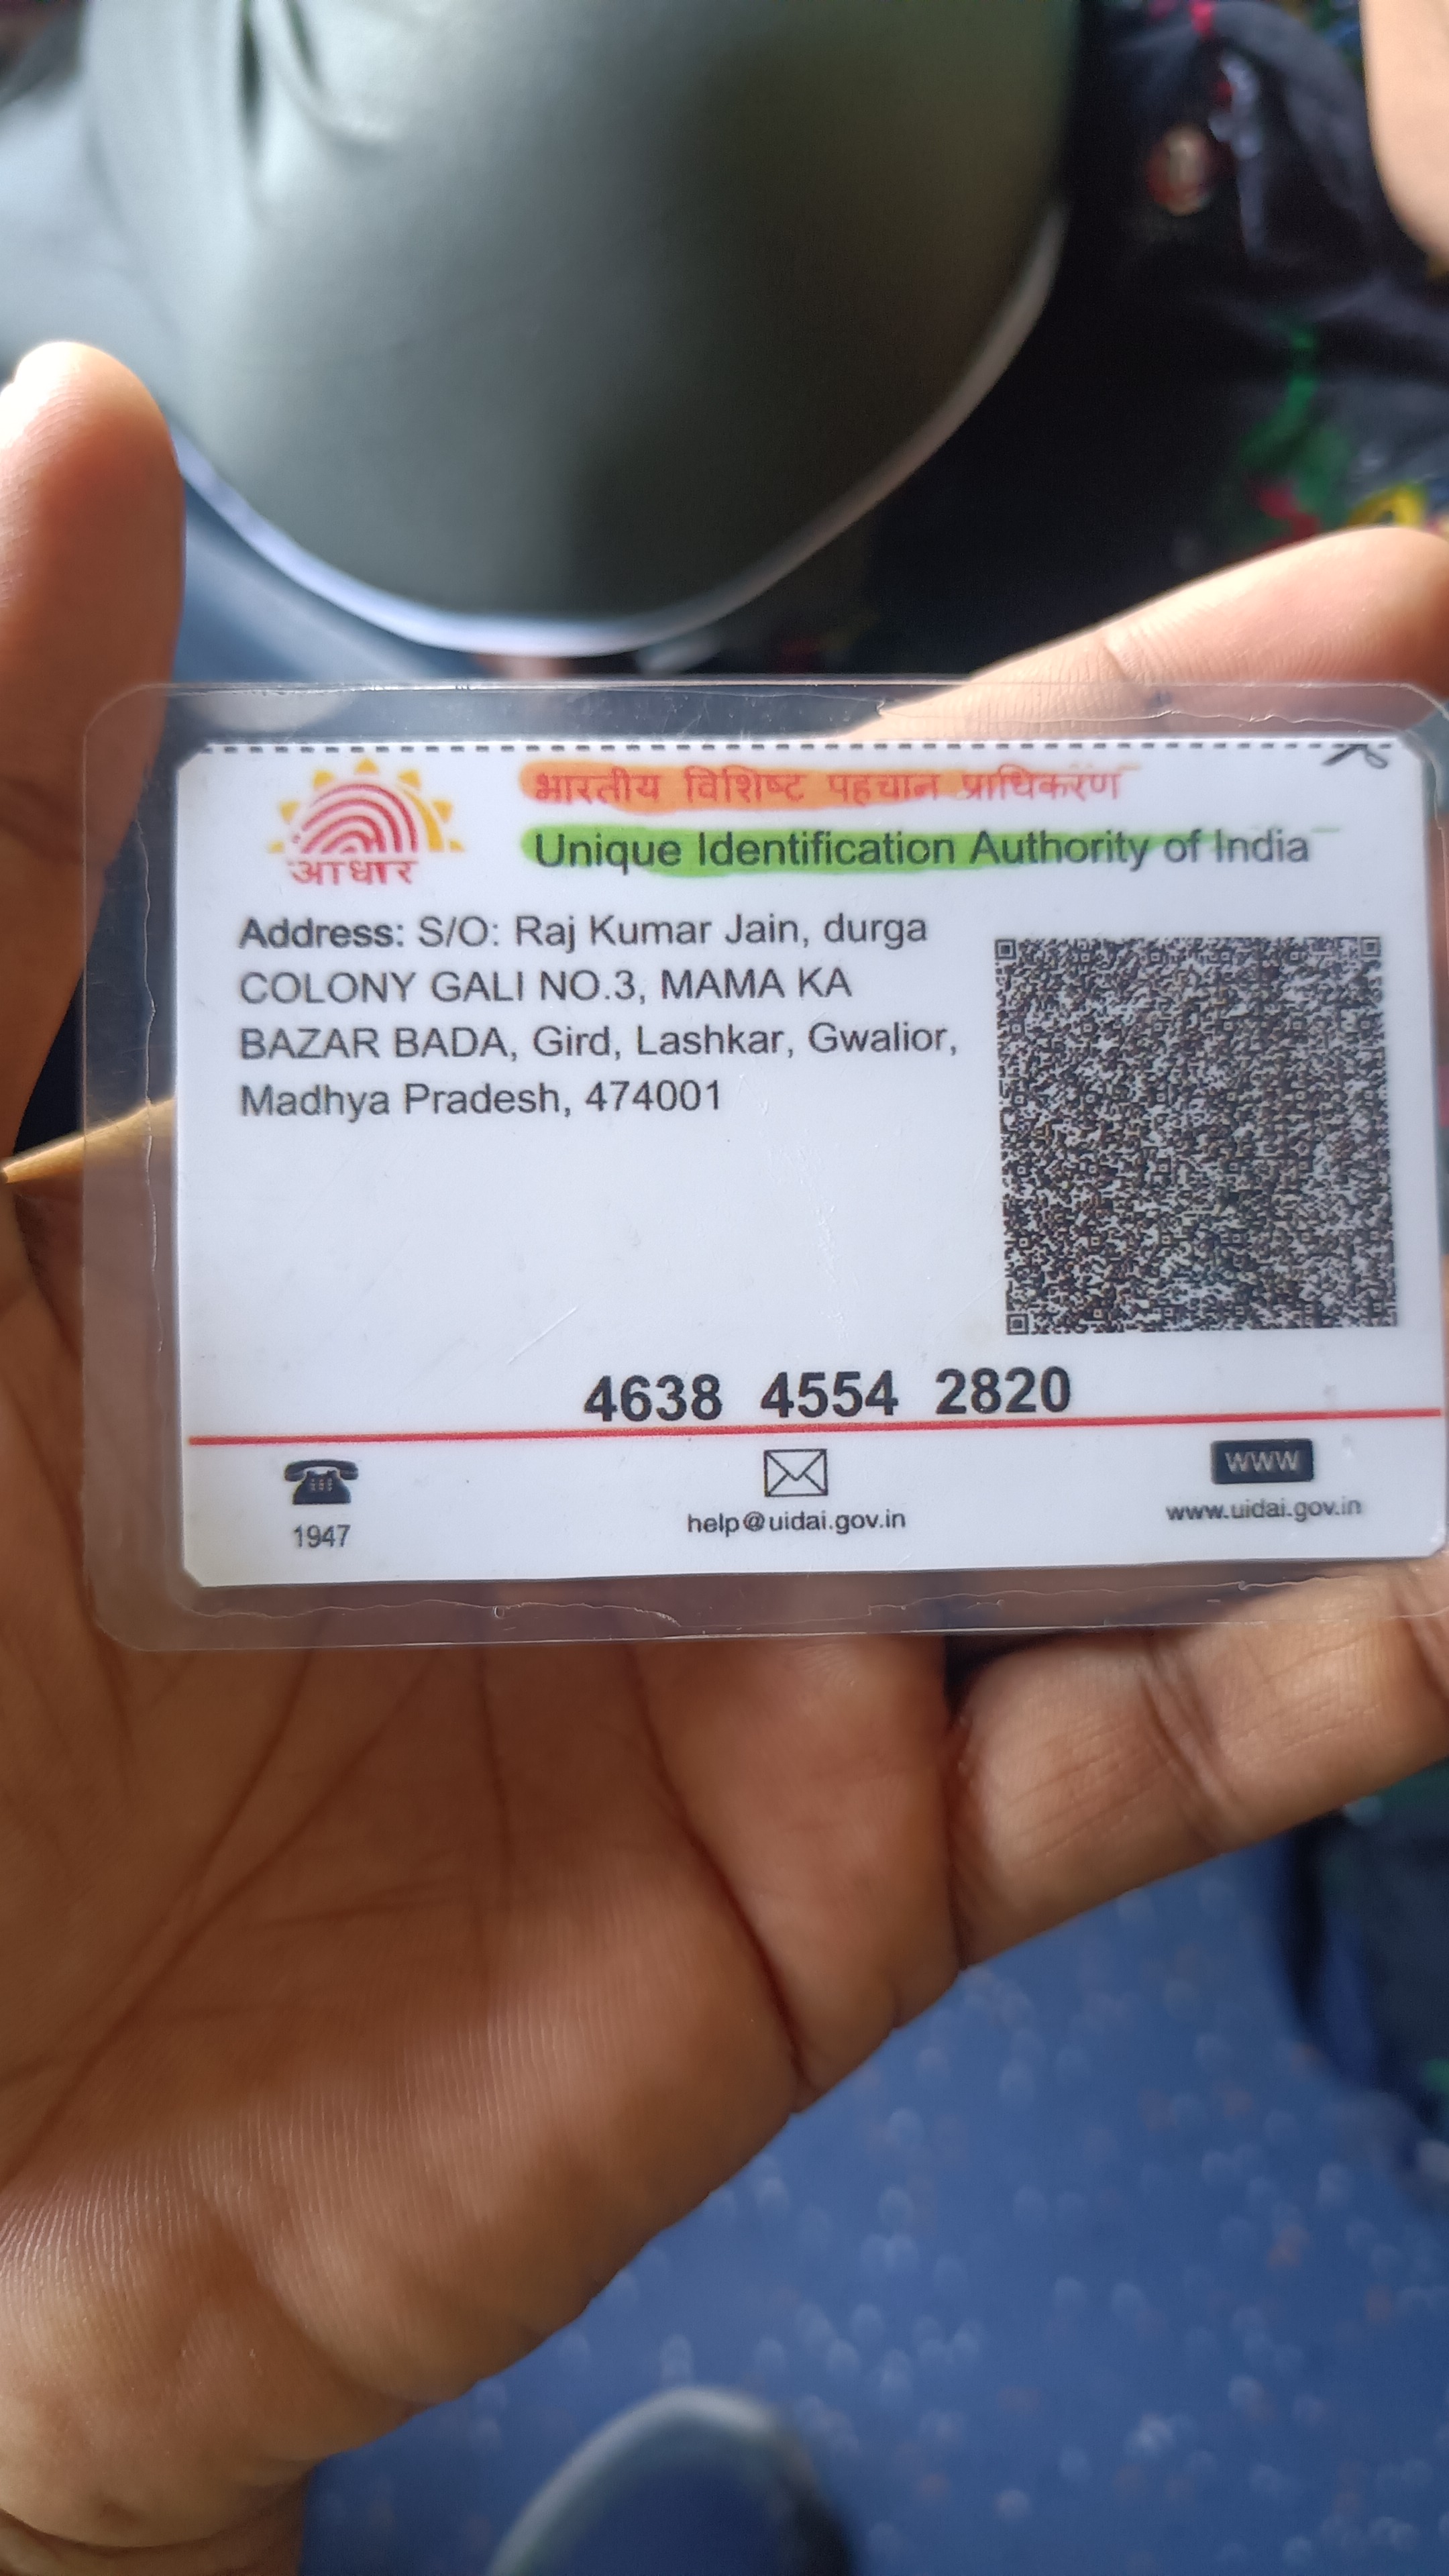 भारतीय विशिष्ट पहचान प्राधिकरण
Unique Identification Authority of India
आधार
Address: S/O: Raj Kumar Jain, durga
COLONY GALI NO.3, MAMA KA
BAZAR BADA, Gird, Lashkar, Gwalior,
Madhya Pradesh, 474001
4638 4554 2820
WWW
1947
help@uidai.gov.in
www.uidai.gov.in